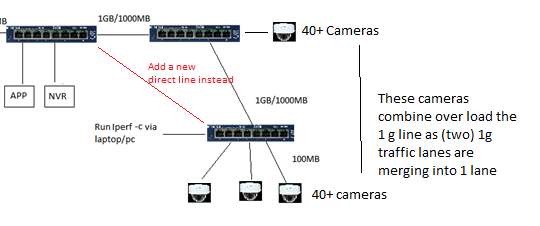 MB
1GB/1000MB
40+ Cameras
Add a new
direct line instead
APP
NVR
1GB/1000MB
These cameras
combine over load the
1 g line as (two) 1g
traffic lanes are
merging into 1 lane
Run Iperf -c via
laptop/pc
100MB
40+ cameras